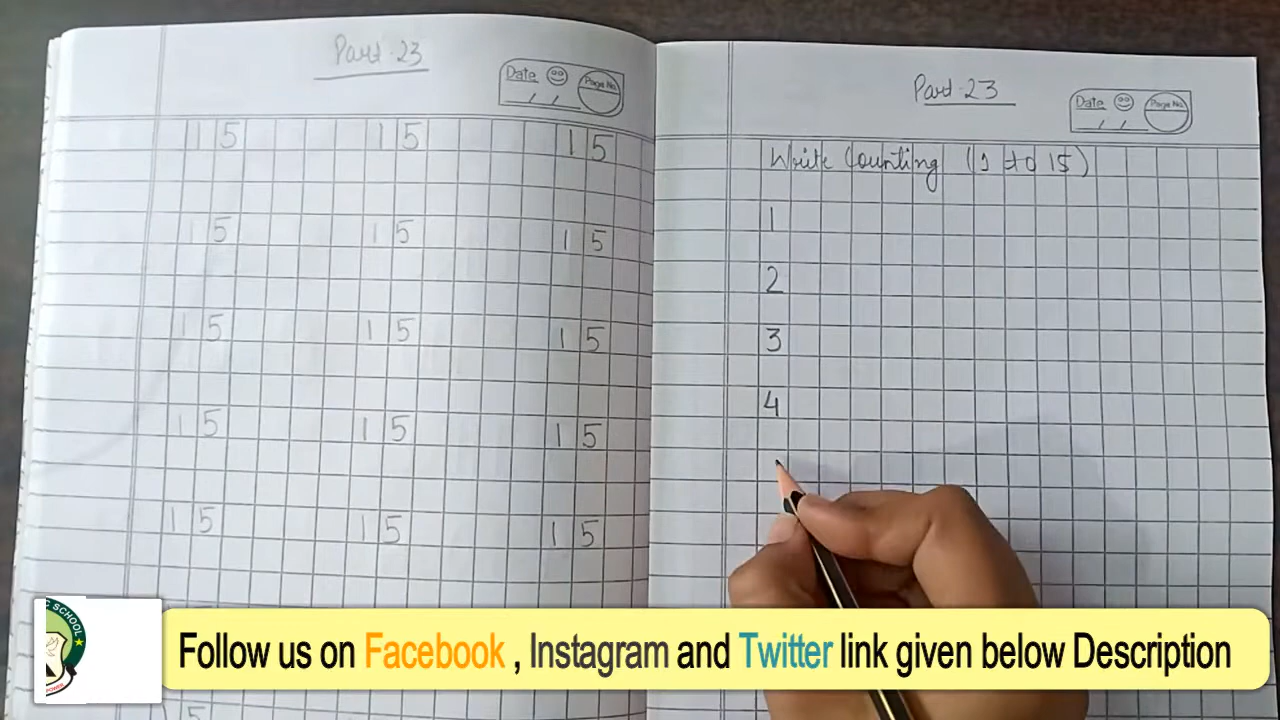 Part-23
Date
Page No.
15 15 15
15 15 15
15 15 15
15 15 15
15 15 15
5
Part-23
Date
Page No.
Write Counting (1 to 15)
1
2
3
4
C SCHOOL
Follow us on Facebook , Instagram and Twitter link given below Description